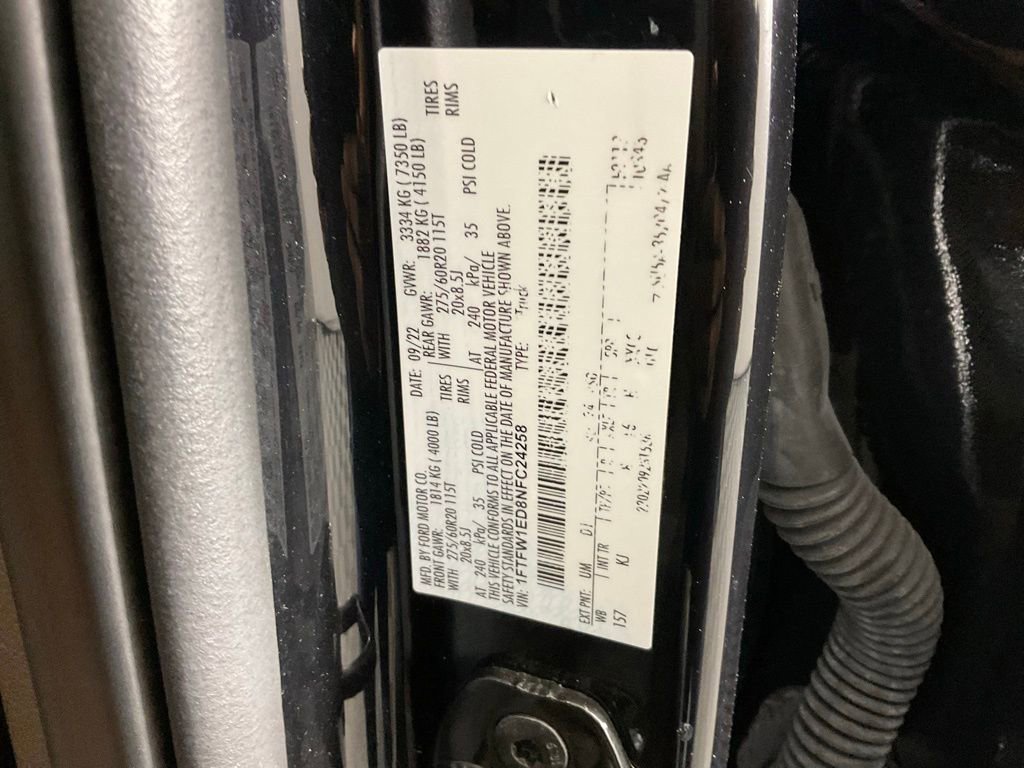 MFD. BY FORD MOTOR CO. DATE: 09/22 GVWR: 3334 KG ( 7350 LB)
FRONT GAWR: 1814 KG ( 4000 LB) REAR GAWR: 1882 KG ( 4150 LB)
WITH 275/60R20 115T TIRES WITH 275/60R20 115T TIRES
20x8.5J RIMS 20x8.5J RIMS
AT 240 kPa/ 35 PSI COLD AT 240 kPa/ 35 PSI COLD
THIS VEHICLE CONFORMS TO ALL APPLICABLE FEDERAL MOTOR VEHICLE
SAFETY STANDARDS IN EFFECT ON THE DATE OF MANUFACTURE SHOWN ABOVE.
VIN: 1FTFW1ED8NFC24258 TYPE: Truck
EXT PNT: UM D1
WB INT TR
157 KJ